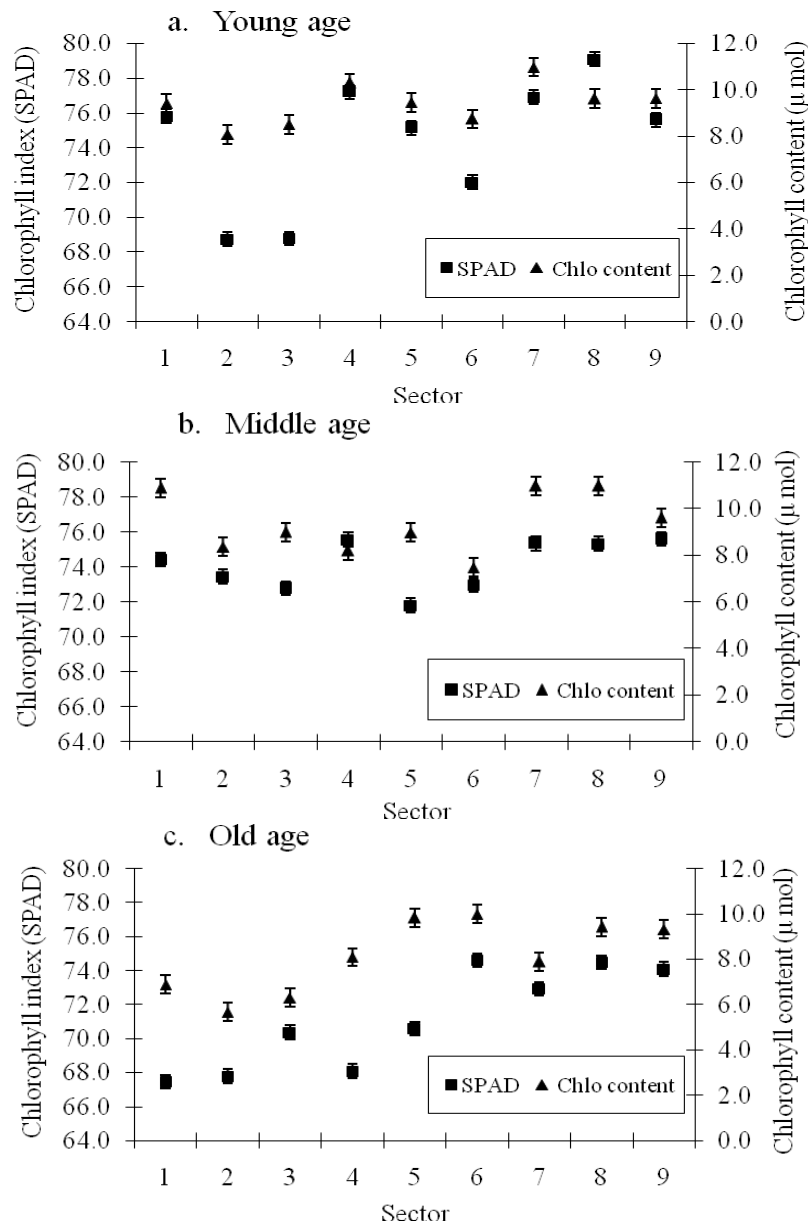 a. Young age
Chlorophyll index (SPAD)
80.0
78.0
76.0
74.0
72.0
70.0
68.0
66.0
64.0
12.0
10.0
8.0
6.0
4.0
2.0
0.0
Chlorophyll content (µ mol)
SPAD Chlo content
1 2 3 4 5 6 7 8 9
Sector
b. Middle age
Chlorophyll index (SPAD)
80.0
78.0
76.0
74.0
72.0
70.0
68.0
66.0
64.0
12.0
10.0
8.0
6.0
4.0
2.0
0.0
Chlorophyll content (µ mol)
SPAD Chlo content
1 2 3 4 5 6 7 8 9
Sector
c. Old age
Chlorophyll index (SPAD)
80.0
78.0
76.0
74.0
72.0
70.0
68.0
66.0
64.0
12.0
10.0
8.0
6.0
4.0
2.0
0.0
Chlorophyll content (µ mol)
SPAD Chlo content
1 2 3 4 5 6 7 8 9
Sector